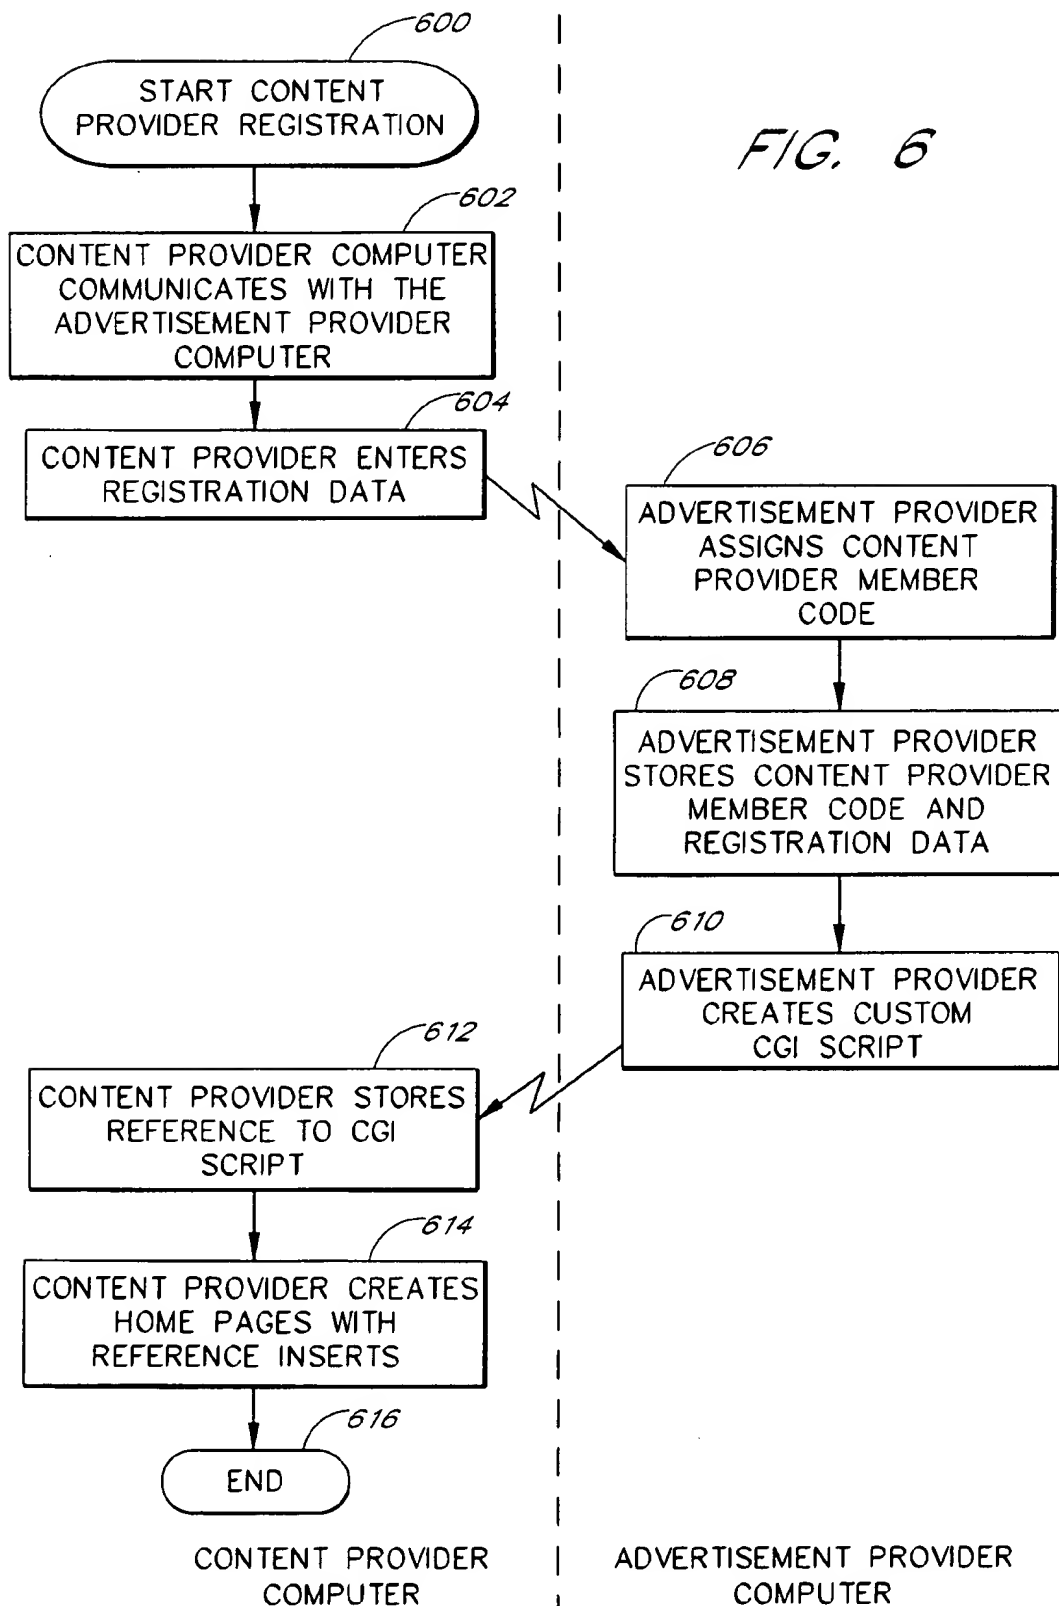 600
START CONTENT
PROVIDER REGISTRATION
FIG. 6
602
CONTENT PROVIDER COMPUTER
COMMUNICATES WITH THE
ADVERTISEMENT PROVIDER
COMPUTER
604
CONTENT PROVIDER ENTERS
REGISTRATION DATA
606
ADVERTISEMENT PROVIDER
ASSIGNS CONTENT
PROVIDER MEMBER
CODE
608
ADVERTISEMENT PROVIDER
STORES CONTENT PROVIDER
MEMBER CODE AND
REGISTRATION DATA
610
ADVERTISEMENT PROVIDER
CREATES CUSTOM
CGI SCRIPT
612
CONTENT PROVIDER STORES
REFERENCE TO CGI
SCRIPT
614
CONTENT PROVIDER CREATES
HOME PAGES WITH
REFERENCE INSERTS
616
END
CONTENT PROVIDER
COMPUTER
ADVERTISEMENT PROVIDER
COMPUTER